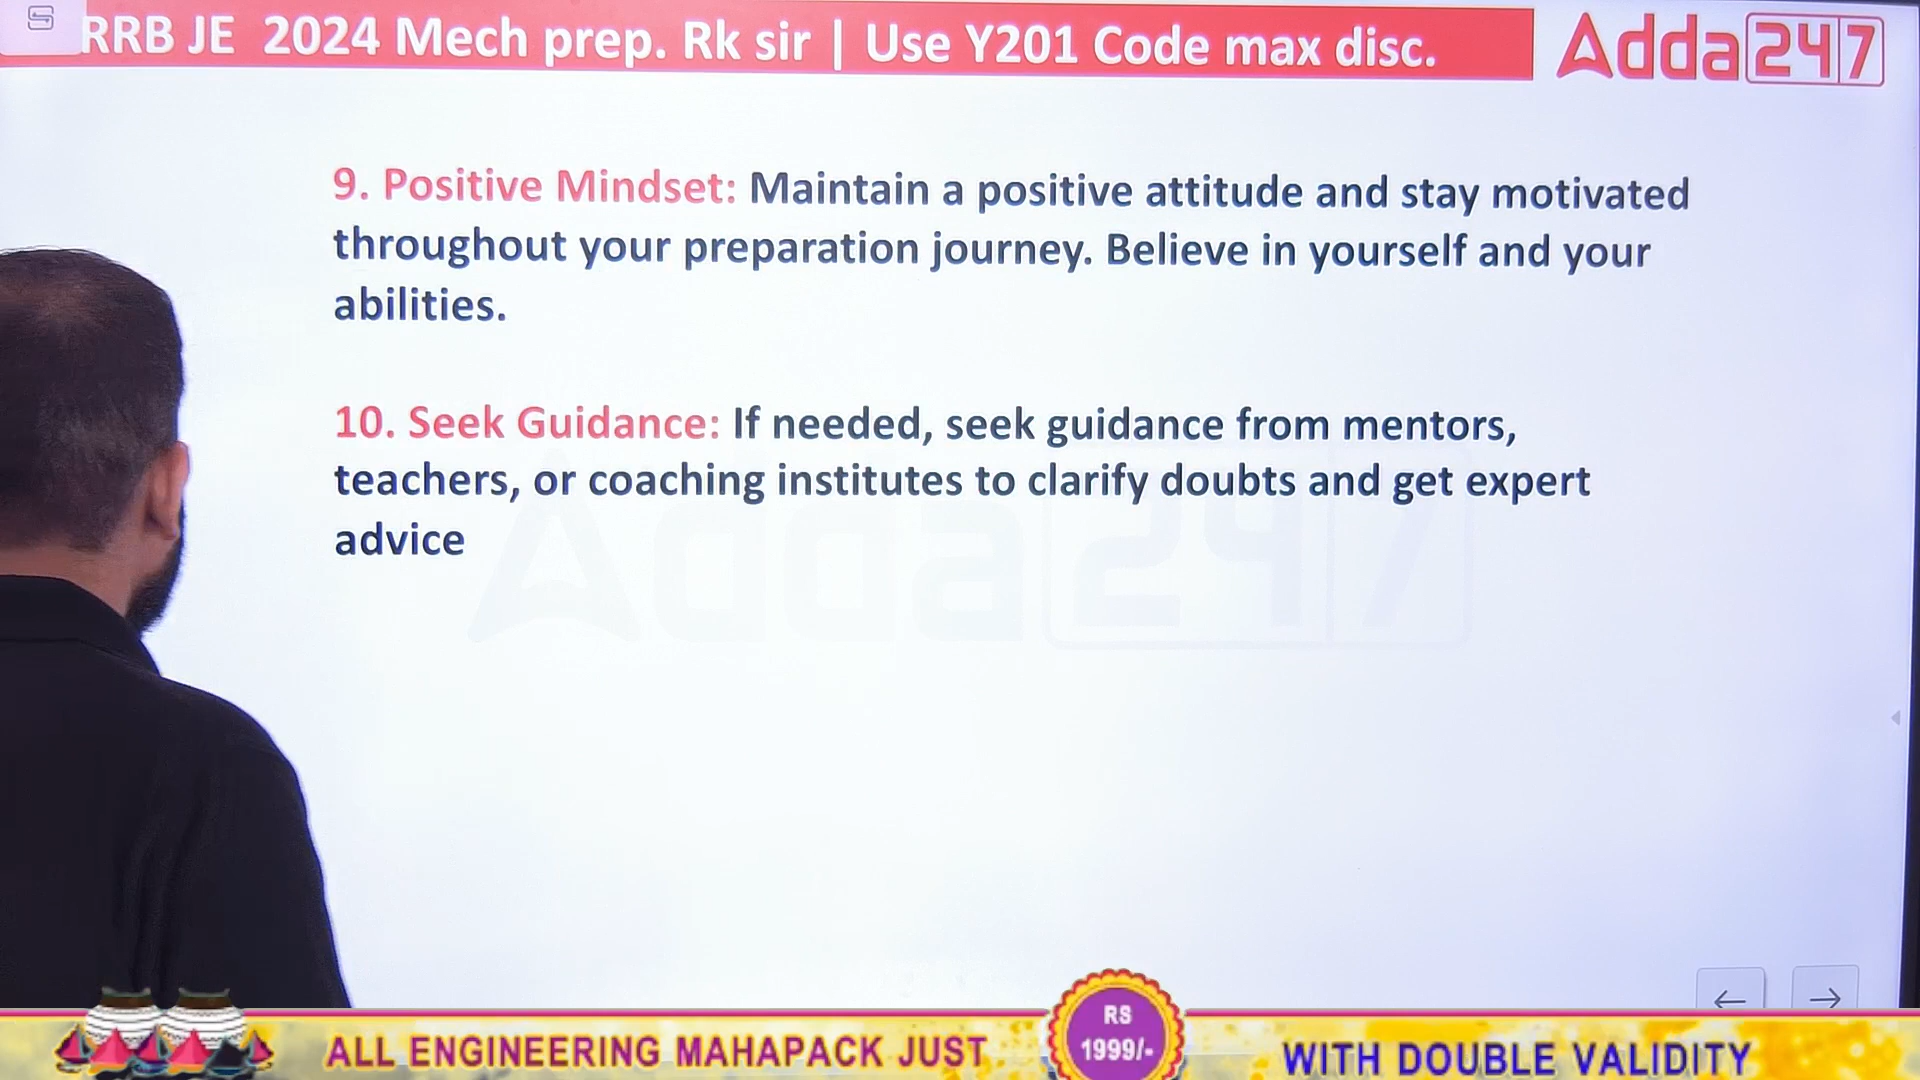 RRB JE 2024 Mech prep. Rk sir | Use Y201 Code max disc.
Adda247
9. Positive Mindset: Maintain a positive attitude and stay motivated
throughout your preparation journey. Believe in yourself and your
abilities.
10. Seek Guidance: If needed, seek guidance from mentors,
teachers, or coaching institutes to clarify doubts and get expert
advice
Adda247
ALL ENGINEERING MAHAPACK JUST
RS
1999/-
WITH DOUBLE VALIDITY